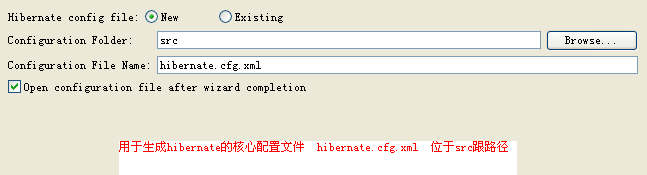 Hibernate config file: New Existing
Configuration Folder: src Browse...
Configuration File Name: hibernate.cfg.xml
Open configuration file after wizard completion
用于生成hibernate的核心配置文件 hibernate.cfg.xml 位于src跟路径